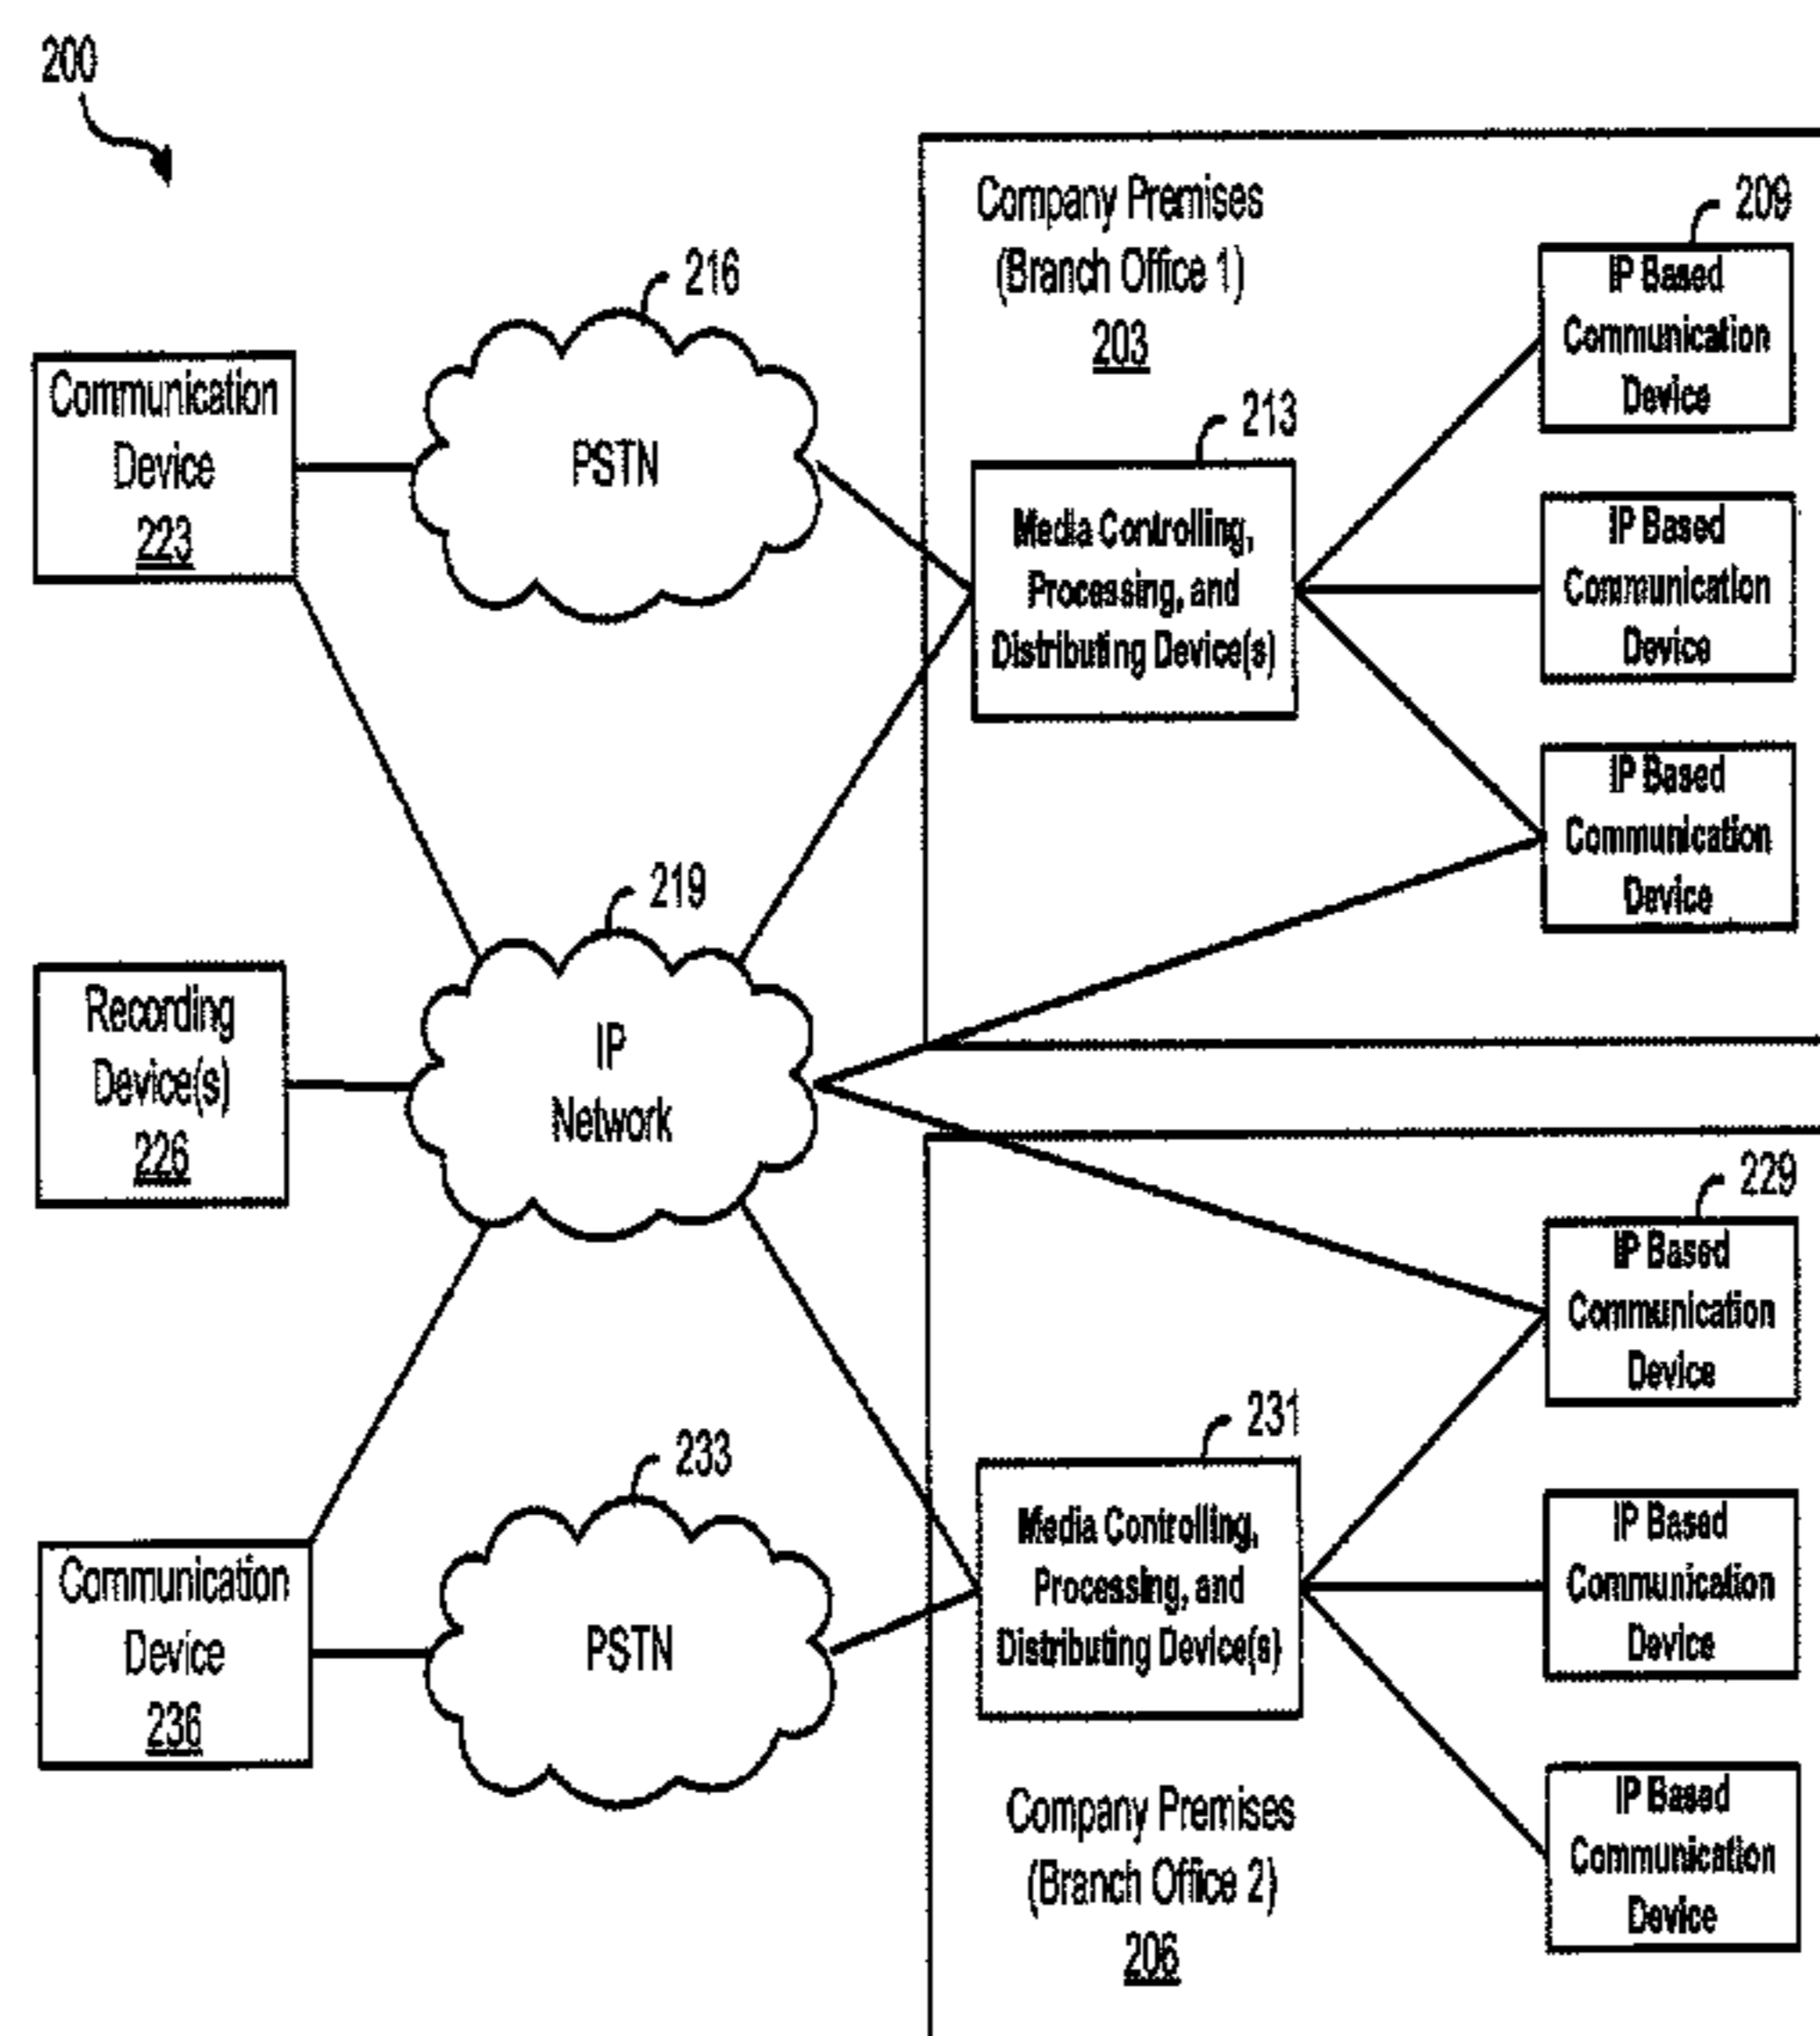 200
216
Communication
Device
223
PSTN
Company Premises
(Branch Office 1)
203
213
Media Controlling,
Processing, and
Distributing Device(s)
209
IP Based
Communication
Device
IP Based
Communication
Device
IP Based
Communication
Device
219
Recording
Device(s)
226
IP
Network
229
IP Based
Communication
Device
231
Media Controlling,
Processing, and
Distributing Device(s)
IP Based
Communication
Device
IP Based
Communication
Device
233
Communication
Device
236
PSTN
Company Premises
(Branch Office 2)
206